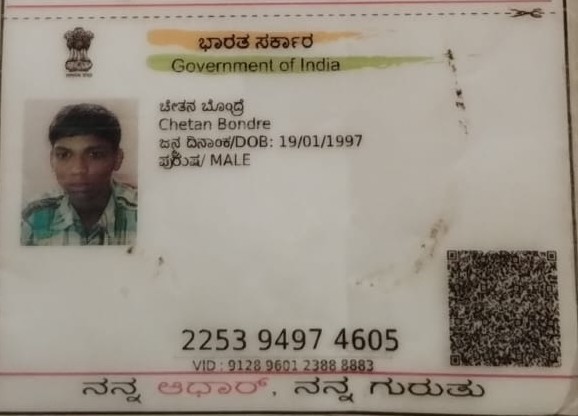 ಭಾರತ ಸರ್ಕಾರ
Government of India
ಚೇತನ ಬೊಂದ್ರೆ
Chetan Bondre
ಜನ್ಮ ದಿನಾಂಕ/DOB: 19/01/1997
ಪುರುಷ/ MALE
2253 9497 4605
VID : 9128 9601 2388 8883
ನನ್ನ ಆಧಾರ್, ನನ್ನ ಗುರುತು